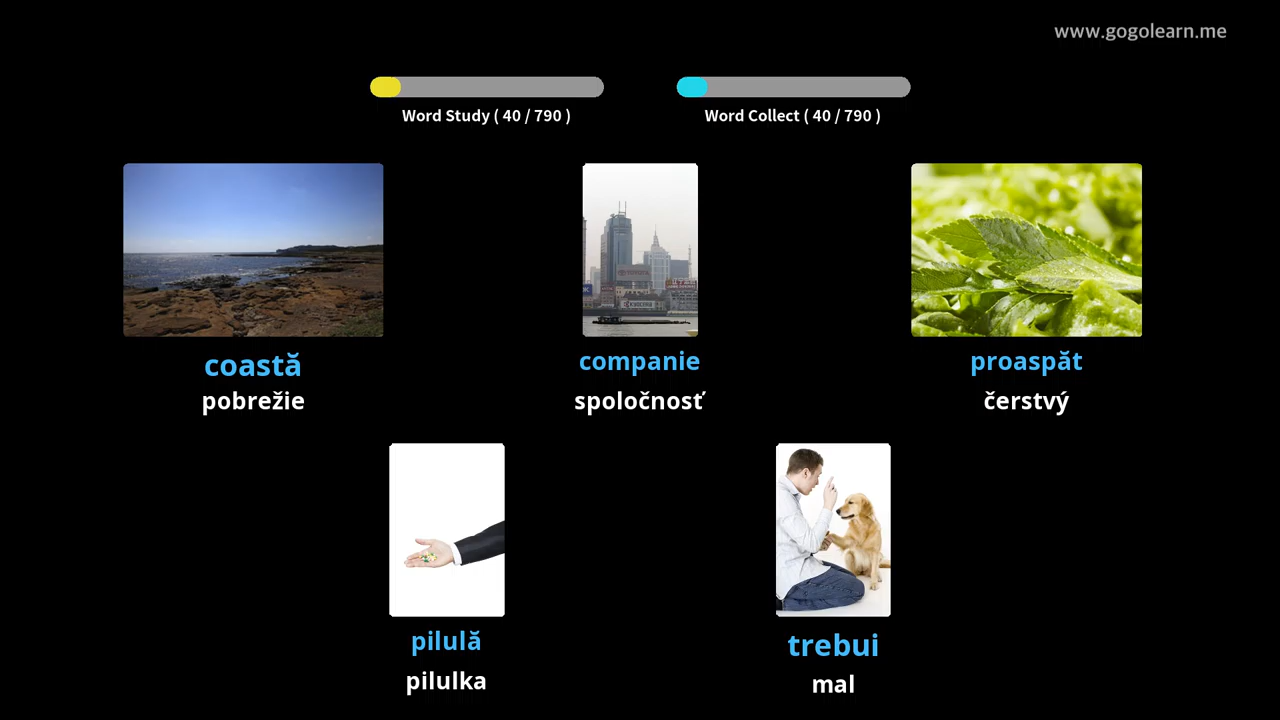 www.gogolearn.me
Word Study ( 40 / 790 )
Word Collect ( 40 / 790 )
TOYOTA
coastă
companie
proaspăt
pobrežie
spoločnosť
čerstvý
pilulă
trebui
pilulka
mal